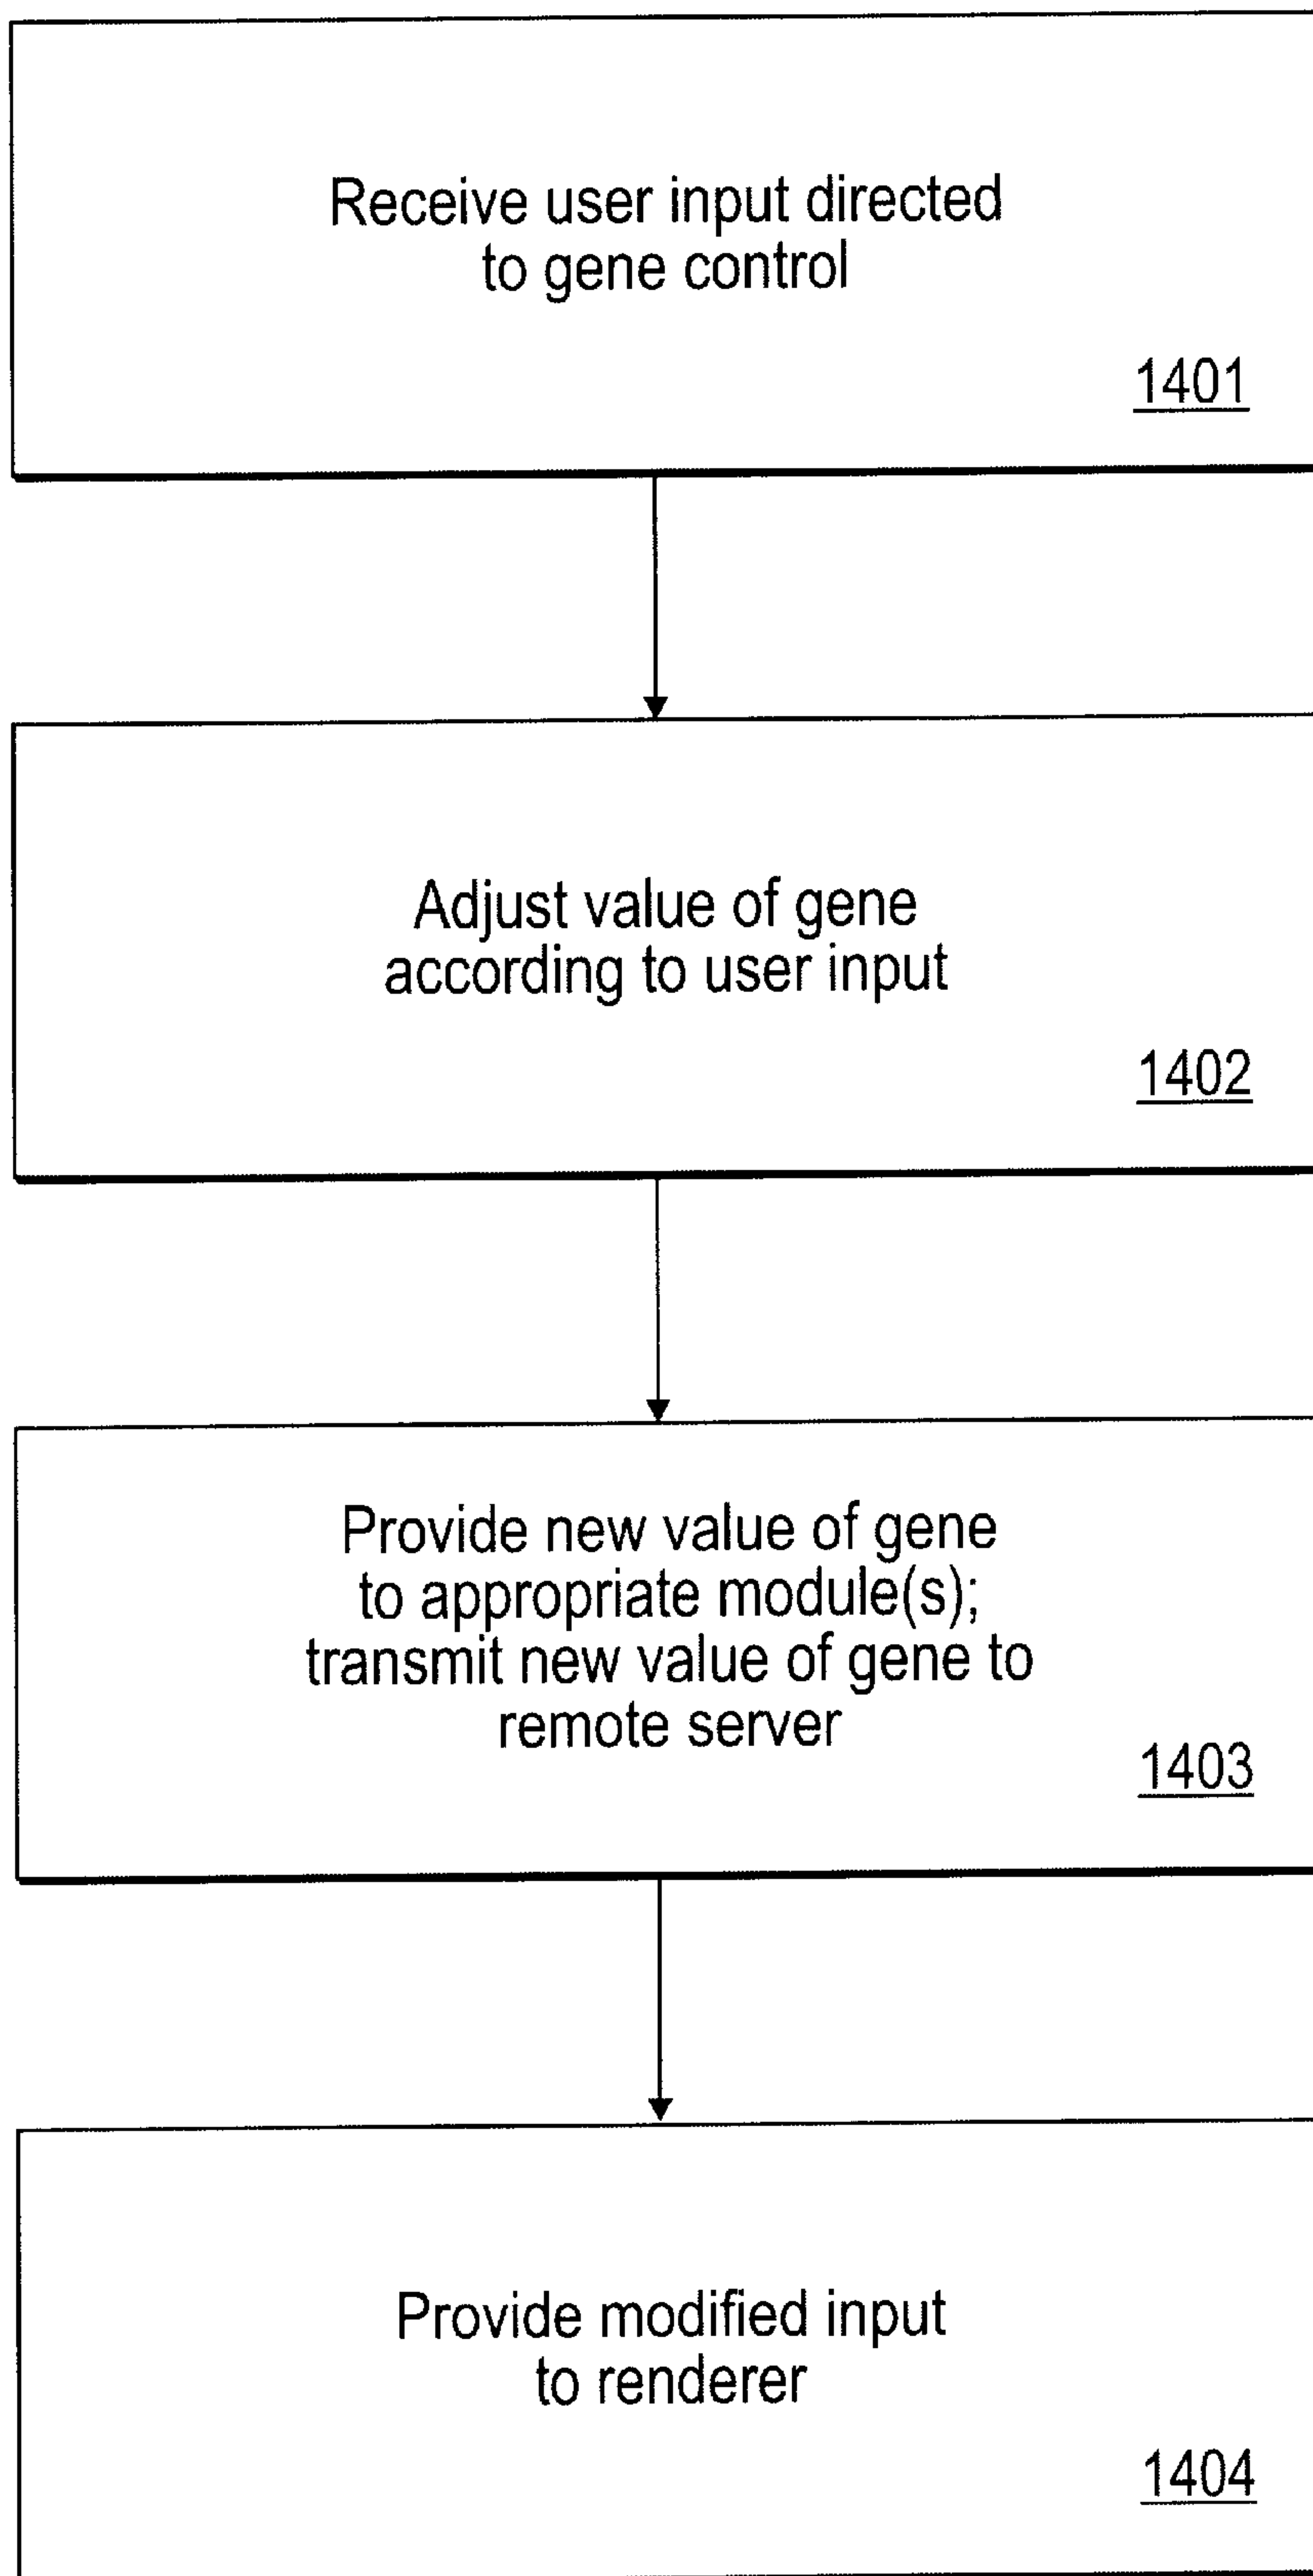 Receive user input directed
to gene control
1401
Adjust value of gene
according to user input
1402
Provide new value of gene
to appropriate module(s);
transmit new value of gene to
remote server
1403
Provide modified input
to renderer
1404